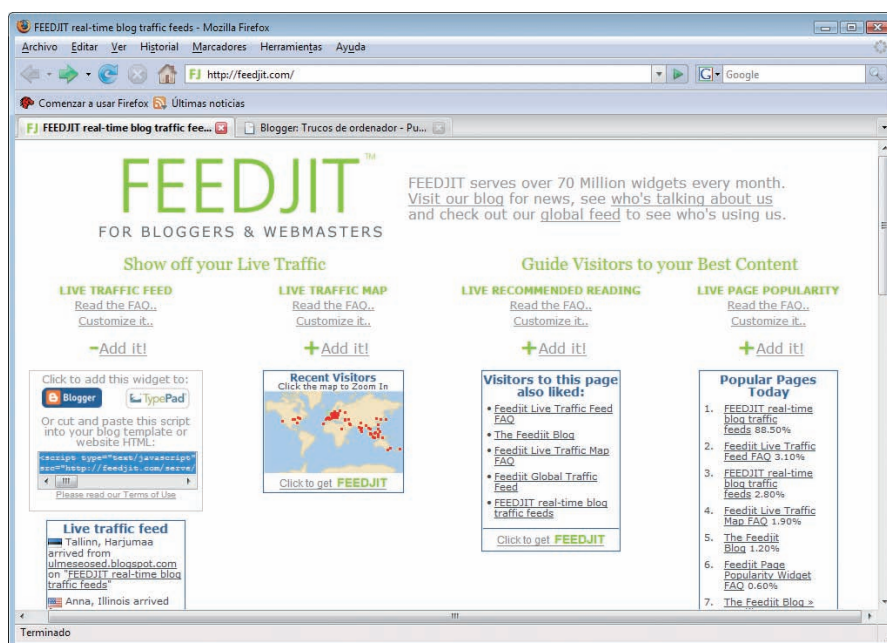 FEEDJIT real-time blog traffic feeds - Mozilla Firefox
Archivo Editar Ver Historial Marcadores Herramientas Ayuda
FJ http://feedjit.com/
G Google
Comenzar a usar Firefox Últimas noticias
FJ FEEDJIT real-time blog traffic fee...
Blogger: Trucos de ordenador - Pu...
FEEDJIT™
FOR BLOGGERS & WEBMASTERS
FEEDJIT serves over 70 Million widgets every month.
Visit our blog for news, see who's talking about us
and check out our global feed to see who's using us.
Show off your Live Traffic
LIVE TRAFFIC FEED
Read the FAQ..
Customize it..
-Add it!
Click to add this widget to:
Blogger
TypePad
Or cut and paste this script
into your blog template or
website HTML:
<script type="text/javascript"
src="http://feedjit.com/serve/
Please read our Terms of Use
Live traffic feed
Tallinn, Harjumaa
arrived from
ulmeseosed.blogspot.com
on "FEEDJIT real-time blog
traffic feeds"
Anna, Illinois arrived
LIVE TRAFFIC MAP
Read the FAQ..
Customize it..
+Add it!
Recent Visitors
Click the map to Zoom In
Click to get FEEDJIT
Guide Visitors to your Best Content
LIVE RECOMMENDED READING
Read the FAQ..
Customize it..
+Add it!
Visitors to this page
also liked:
• Feedjit Live Traffic Feed
FAQ
• The Feedjit Blog
• Feedjit Live Traffic Map
FAQ
• Feedjit Global Traffic
Feed
• FEEDJIT real-time blog
traffic feeds
Click to get FEEDJIT
LIVE PAGE POPULARITY
Read the FAQ..
Customize it..
+Add it!
Popular Pages
Today
1. FEEDJIT real-time
blog traffic
feeds 88.50%
2. Feedjit Live Traffic
Feed FAQ 3.10%
3. FEEDJIT real-time
blog traffic
feeds 2.80%
4. Feedjit Live Traffic
Map FAQ 1.90%
5. The Feedjit
Blog 1.20%
6. Feedjit Page
Popularity Widget
FAQ 0.60%
7. The Feedjit Blog »
Terminado